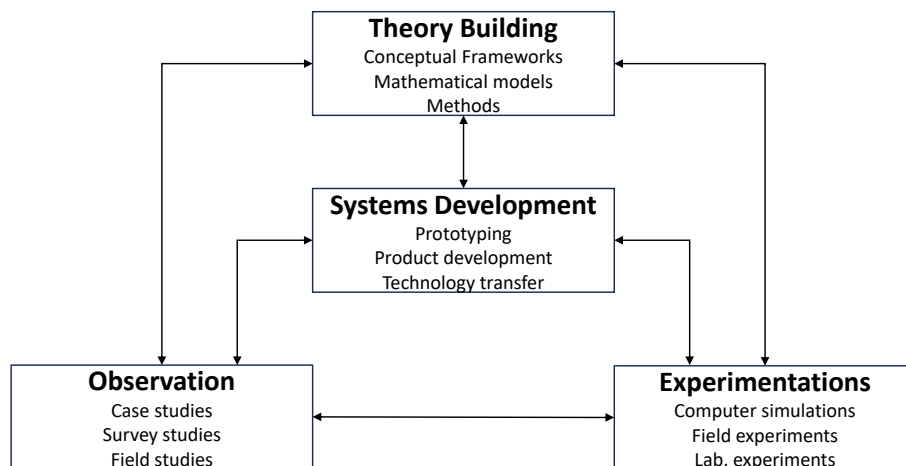 Theory Building
Conceptual Frameworks
Mathematical models
Methods
Systems Development
Prototyping
Product development
Technology transfer
Observation
Case studies
Survey studies
Field studies
Experimentations
Computer simulations
Field experiments
Lab. experiments